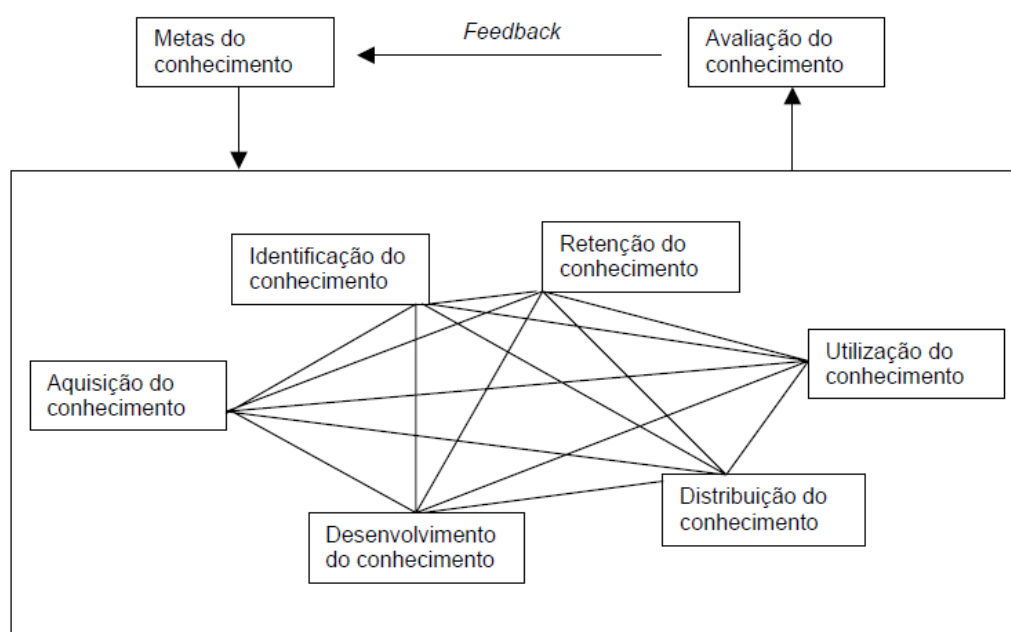 Metas do
conhecimento
Feedback
Avaliação do
conhecimento
Identificação do
conhecimento
Retenção do
conhecimento
Aquisição do
conhecimento
Utilização do
conhecimento
Desenvolvimento
do conhecimento
Distribuição do
conhecimento